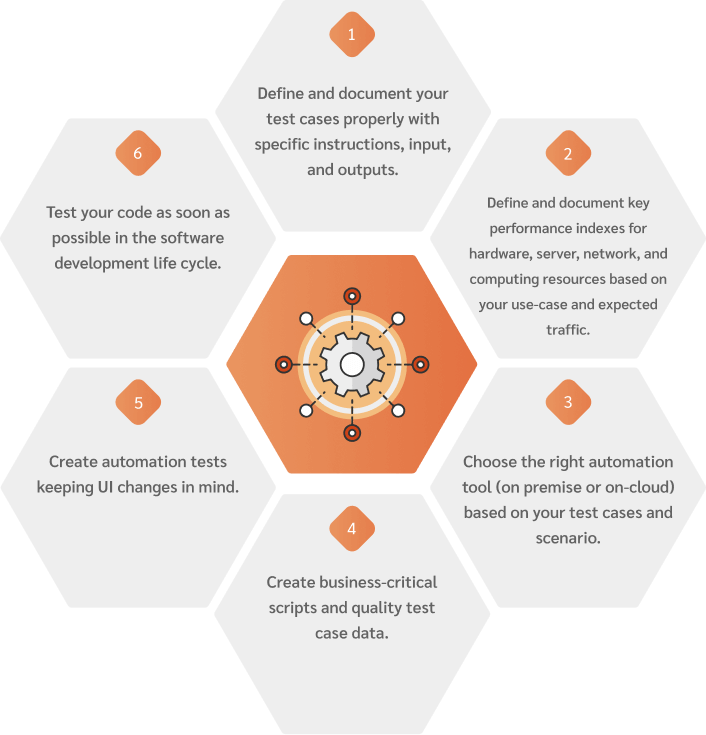 1
Define and document your
test cases properly with
specific instructions, input,
and outputs.
2
Define and document key
performance indexes for
hardware, server, network, and
computing resources based on
your use-case and expected
traffic.
3
Choose the right automation
tool (on premise or on-cloud)
based on your test cases and
scenario.
4
Create business-critical
scripts and quality test
case data.
5
Create automation tests
keeping UI changes in mind.
6
Test your code as soon as
possible in the software
development life cycle.